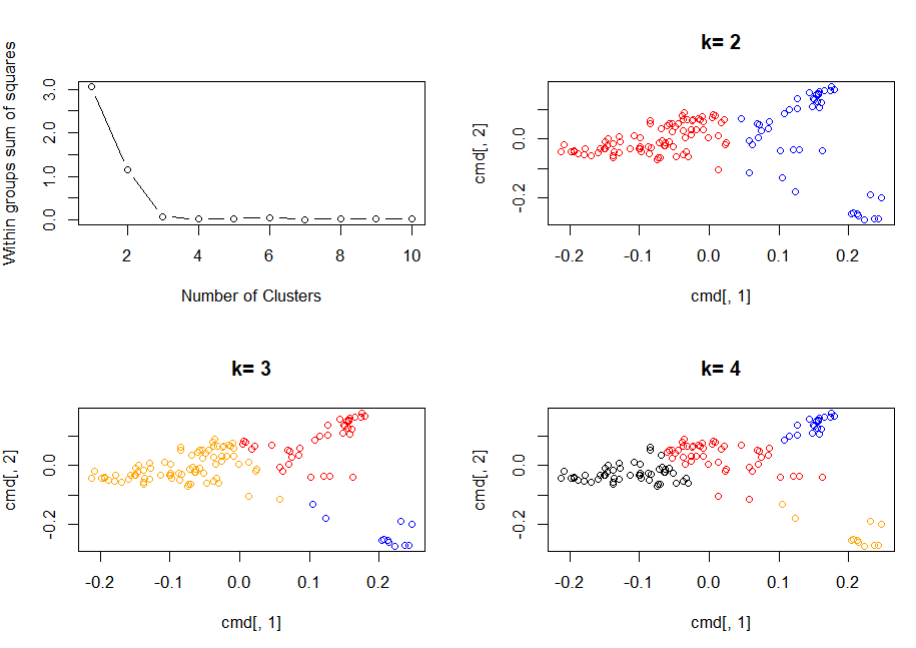 Within groups sum of squares
3.0
2.0
1.0
0.0
2 4 6 8 10
Number of Clusters
k= 2
cmd[, 2]
0.0
-0.2
-0.2 -0.1 0.0 0.1 0.2
cmd[, 1]
k= 3
cmd[, 2]
0.0
-0.2
-0.2 -0.1 0.0 0.1 0.2
cmd[, 1]
k= 4
cmd[, 2]
0.0
-0.2
-0.2 -0.1 0.0 0.1 0.2
cmd[, 1]